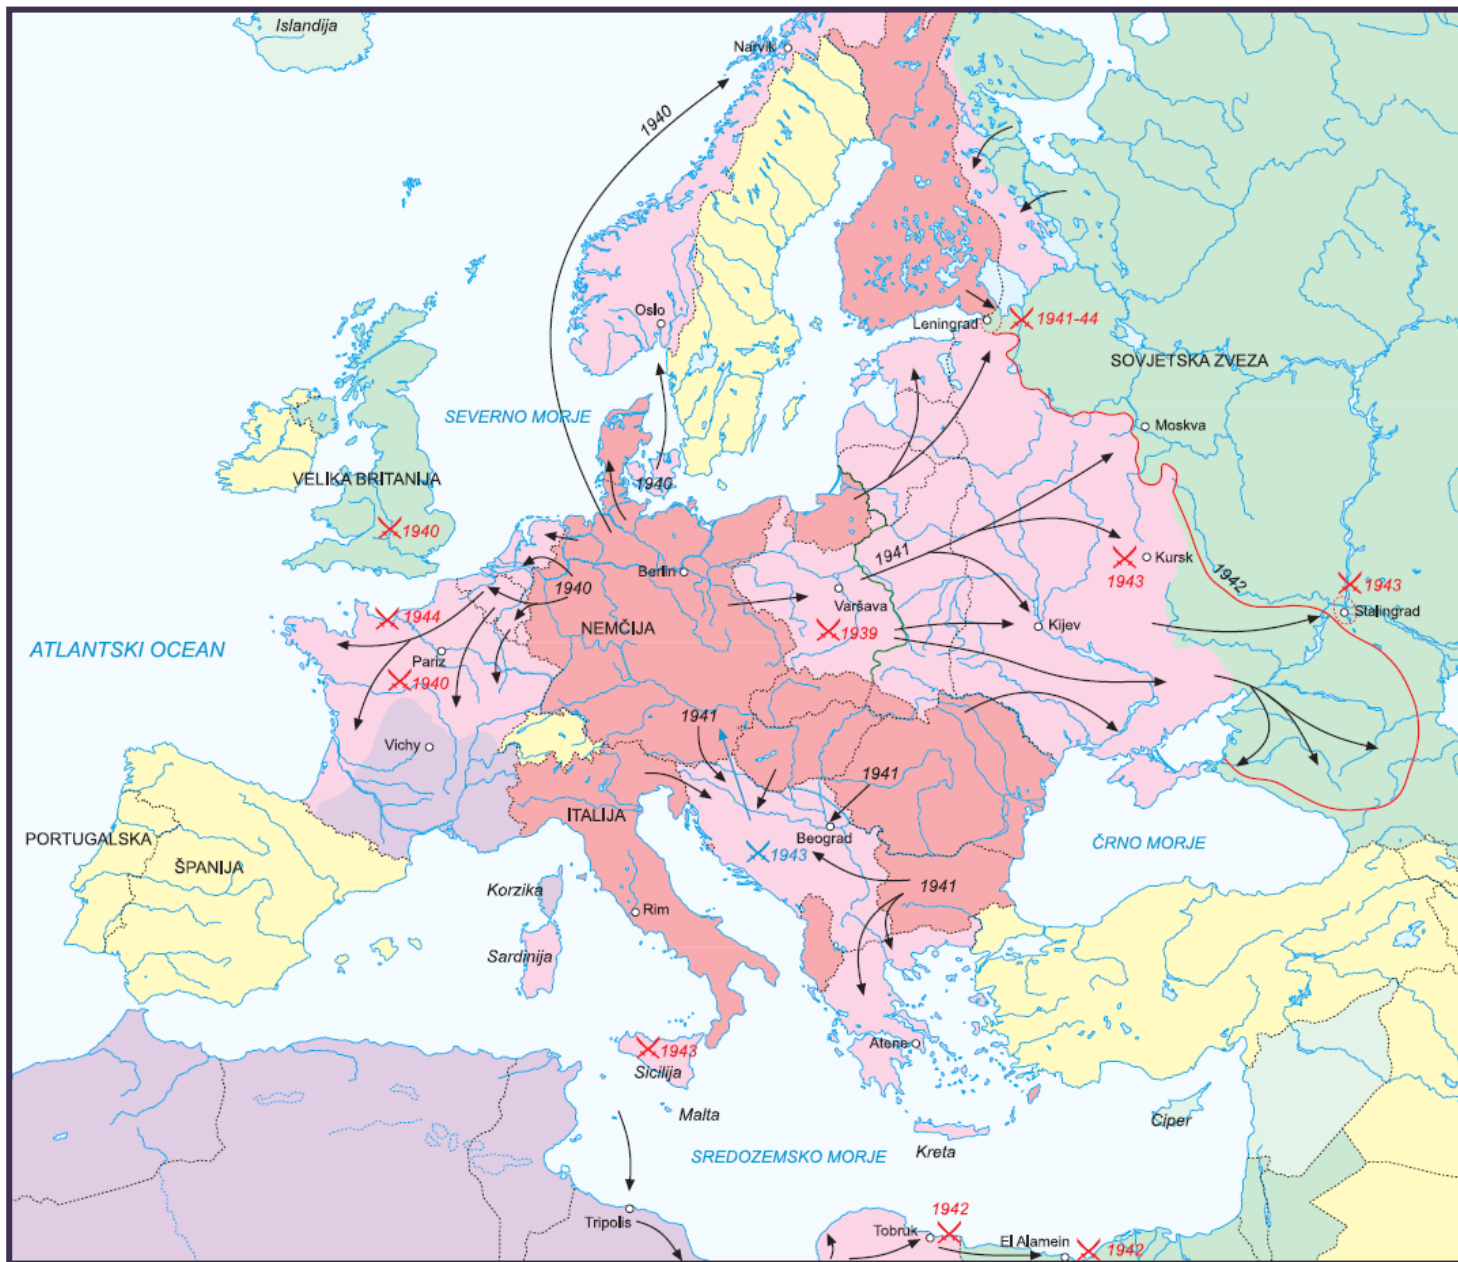 Islandija
Narvik
1940
Oslo
Leningrad
1941-44
SOVJETSKA ZVEZA
SEVERNO MORJE
Moskva
VELIKA BRITANIJA
1940
1940
1941
Kursk
1943
1942
1943
Berlin
1940
Varšava
Stalingrad
1944
NEMČIJA
1939
Kijev
ATLANTSKI OCEAN
Pariz
1940
1941
Vichy
1941
ITALIJA
Beograd
PORTUGALSKA
ŠPANIJA
ČRNO MORJE
1943
Korzika
1941
Rim
Sardinija
Atene
1943
Sicilija
Malta
Ciper
Kreta
SREDOZEMSKO MORJE
1942
Tripolis
Tobruk
El Alamein
1942